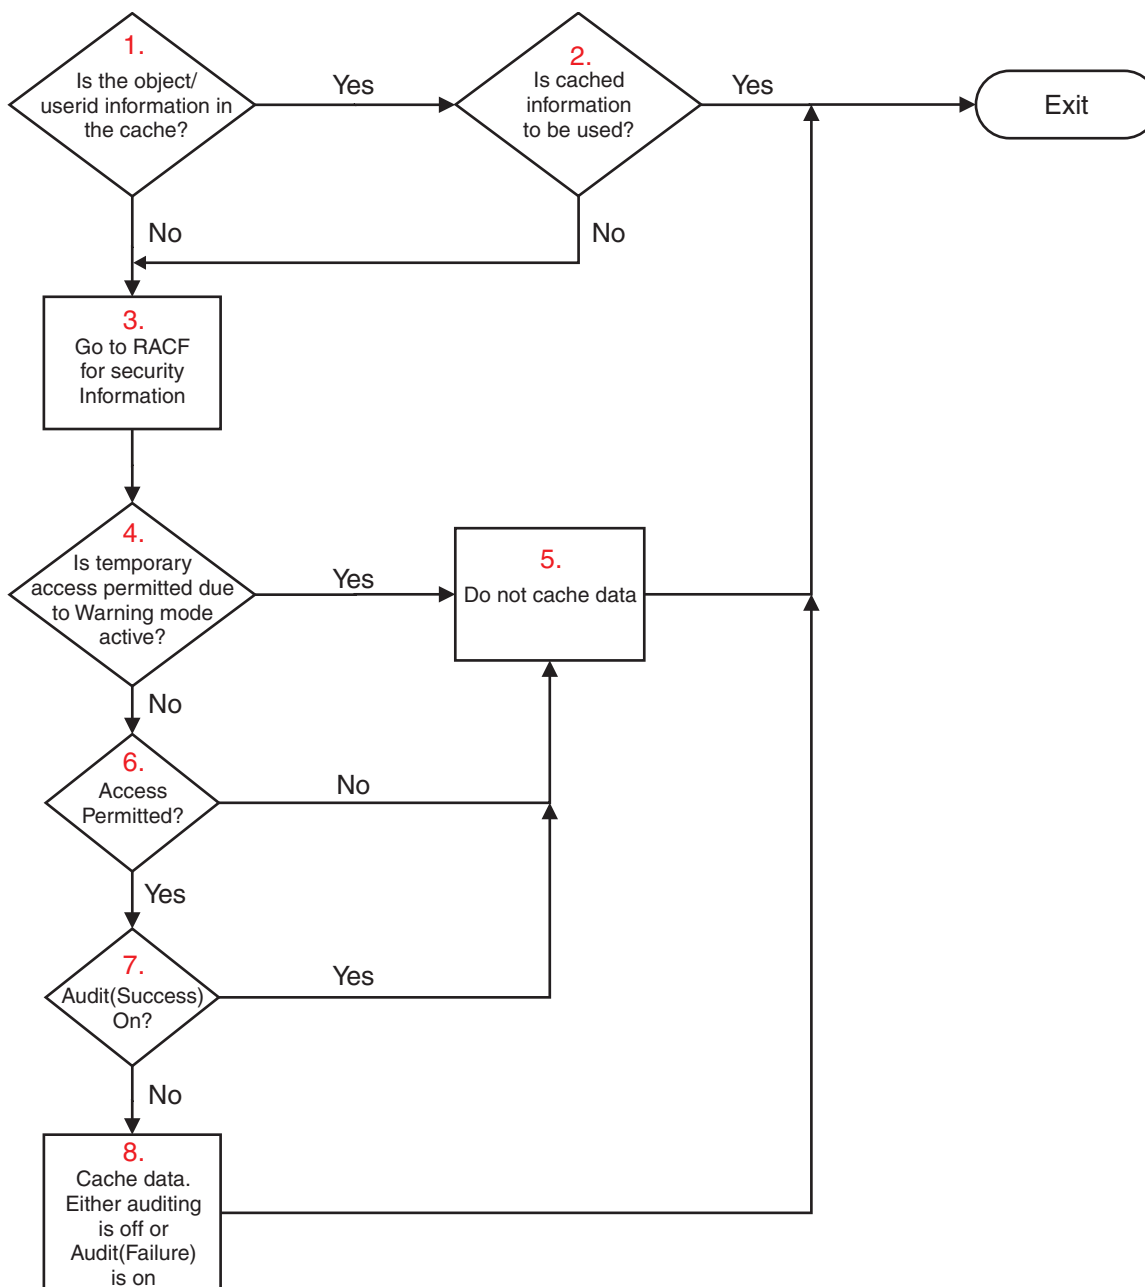 1.
Is the object/
userid information in
the cache?
Yes
2.
Is cached
information
to be used?
Yes
Exit
No
No
3.
Go to RACF
for security
Information
4.
Is temporary
access permitted due
to Warning mode
active?
Yes
5.
Do not cache data
No
6.
Access
Permitted?
No
Yes
7.
Audit(Success)
On?
Yes
No
8.
Cache data.
Either auditing
is off or
Audit(Failure)
is on